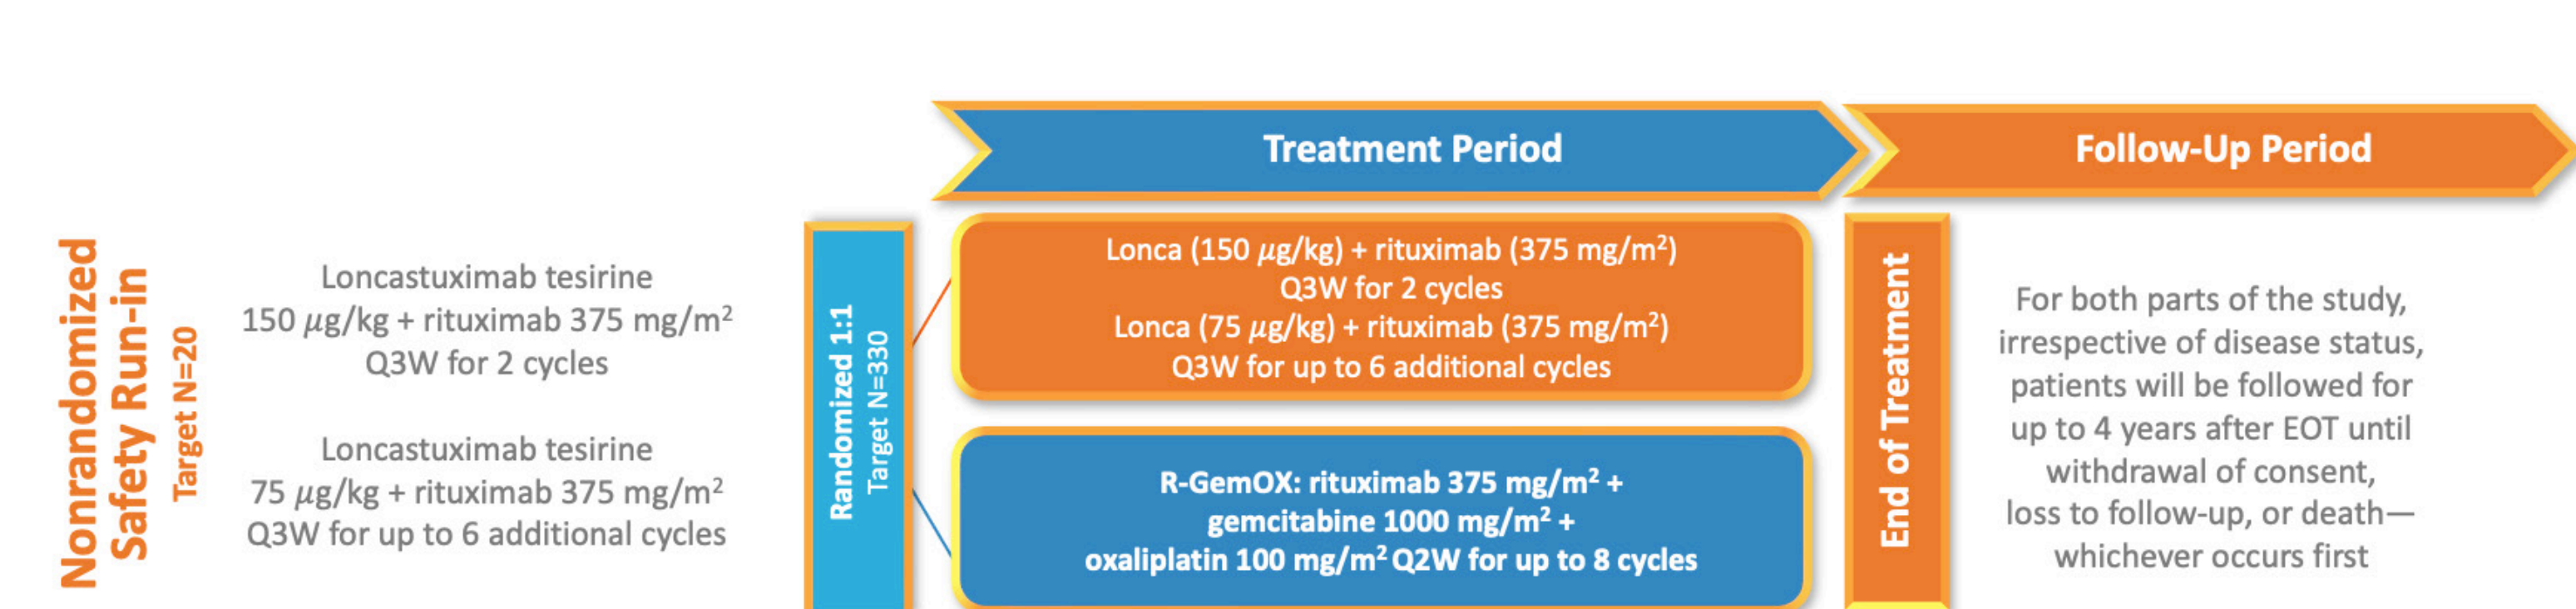 Treatment Period
Follow-Up Period
Nonrandomized
Safety Run-in
Target N=20
Loncastuximab tesirine
150 µg/kg + rituximab 375 mg/m²
Q3W for 2 cycles
Loncastuximab tesirine
75 µg/kg + rituximab 375 mg/m²
Q3W for up to 6 additional cycles
Randomized 1:1
Target N=330
Lonca (150 µg/kg) + rituximab (375 mg/m²)
Q3W for 2 cycles
Lonca (75 µg/kg) + rituximab (375 mg/m²)
Q3W for up to 6 additional cycles
R-GemOX: rituximab 375 mg/m² +
gemcitabine 1000 mg/m² +
oxaliplatin 100 mg/m² Q2W for up to 8 cycles
End of Treatment
For both parts of the study,
irrespective of disease status,
patients will be followed for
up to 4 years after EOT until
withdrawal of consent,
loss to follow-up, or death—
whichever occurs first